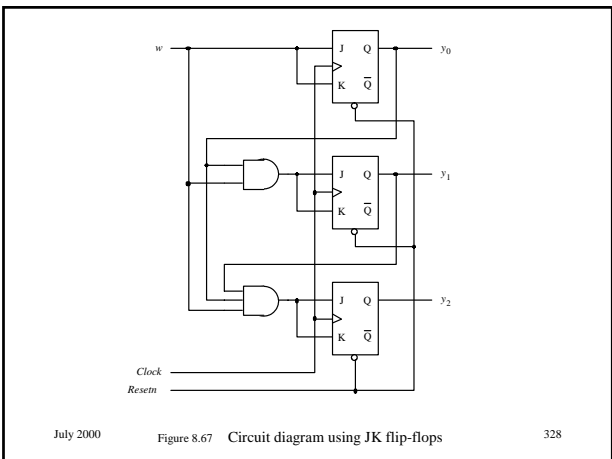 w
J Q y0
K Q
J Q y1
K Q
J Q y2
K Q
Clock
Resetn
July 2000 Figure 8.67 Circuit diagram using JK flip-flops 328